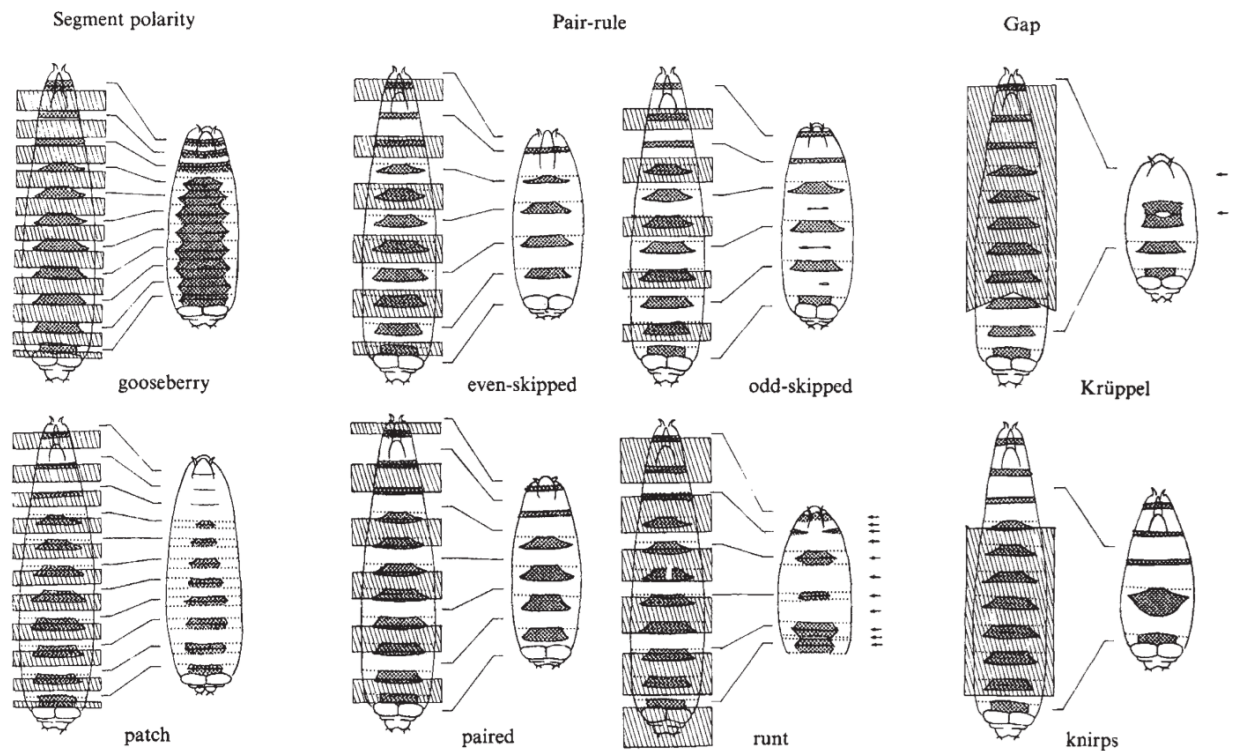 Segment polarity
Pair-rule
Gap
gooseberry
even-skipped
odd-skipped
Krüppel
patch
paired
runt
knirps